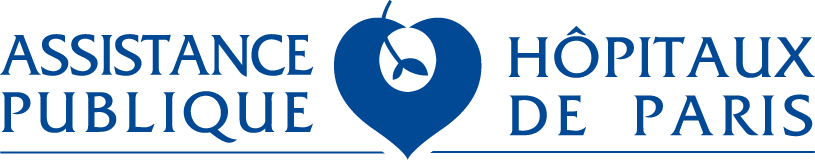 ASSISTANCE
PUBLIQUE
HÔPITAUX
DE PARIS